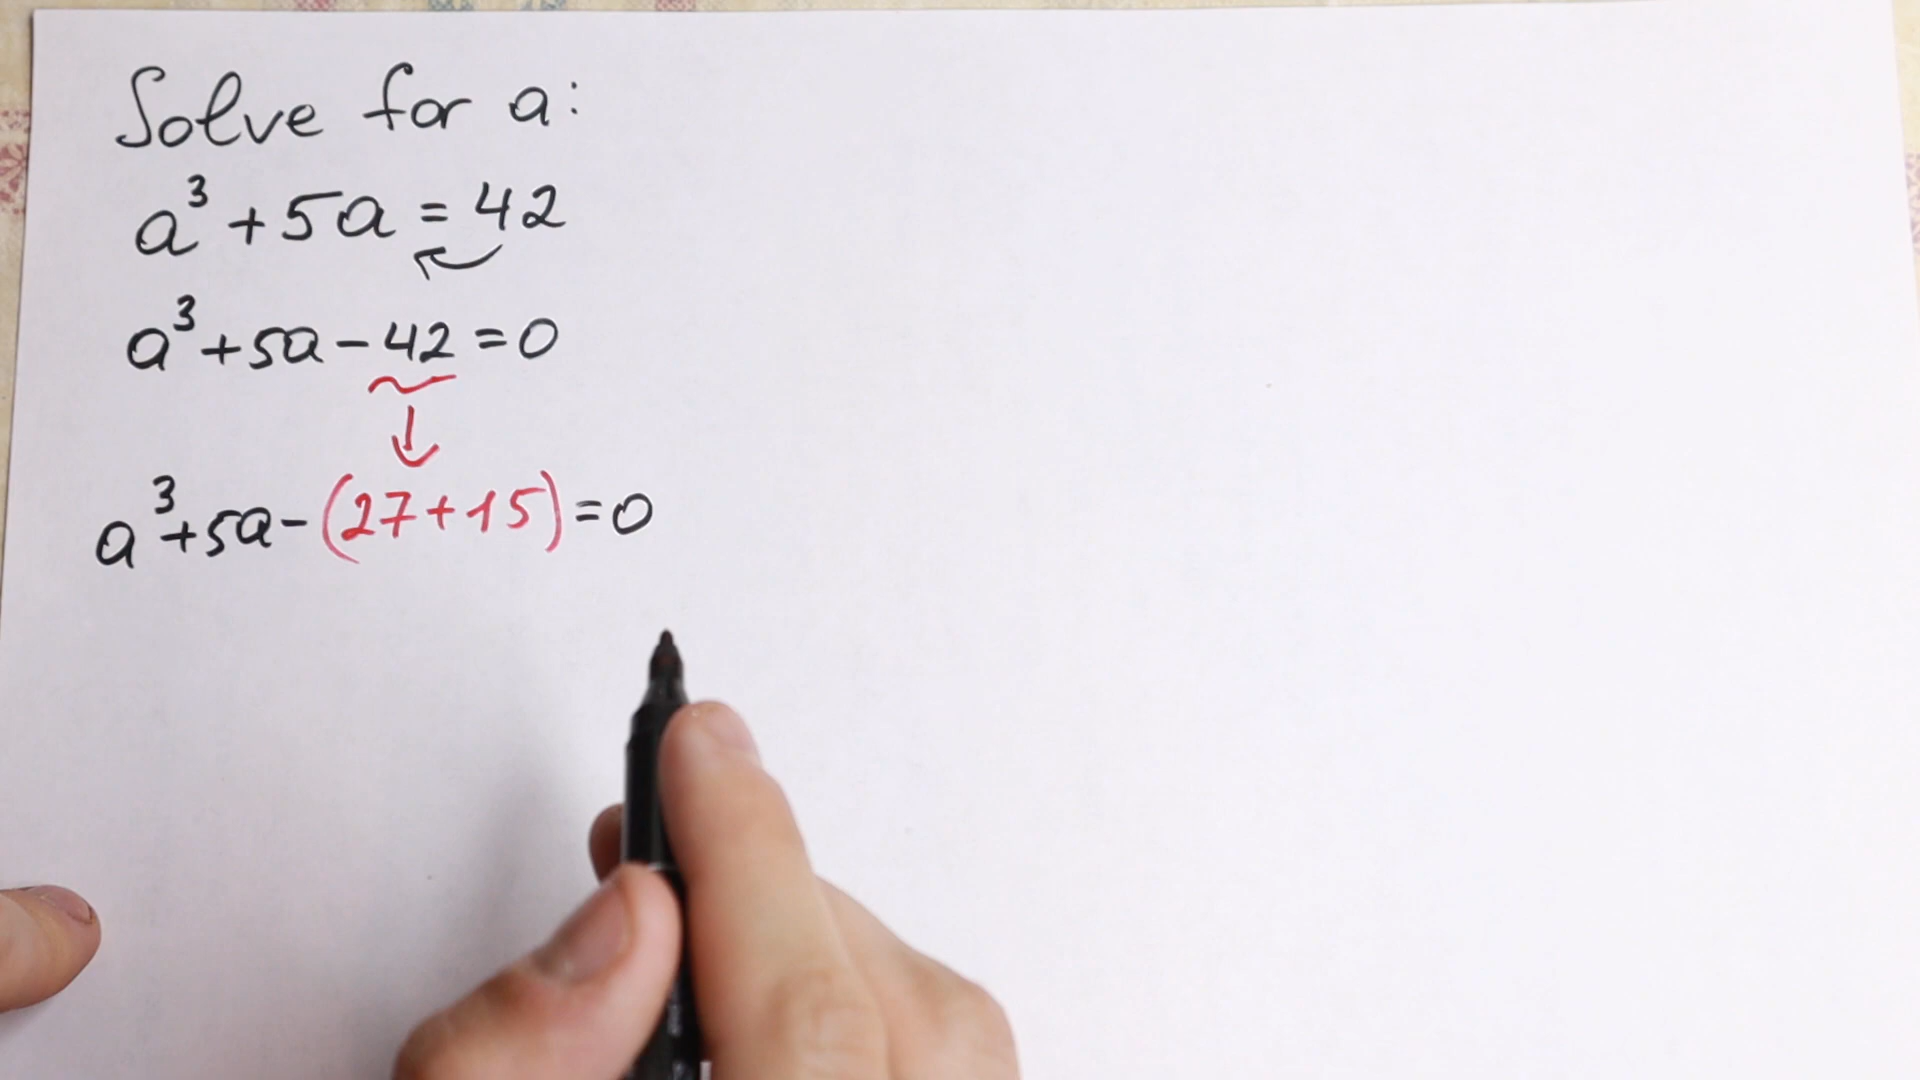 Solve for a:
a³ + 5a = 42
a³ + 5a - 42 = 0
a³ + 5a - (27 + 15) = 0